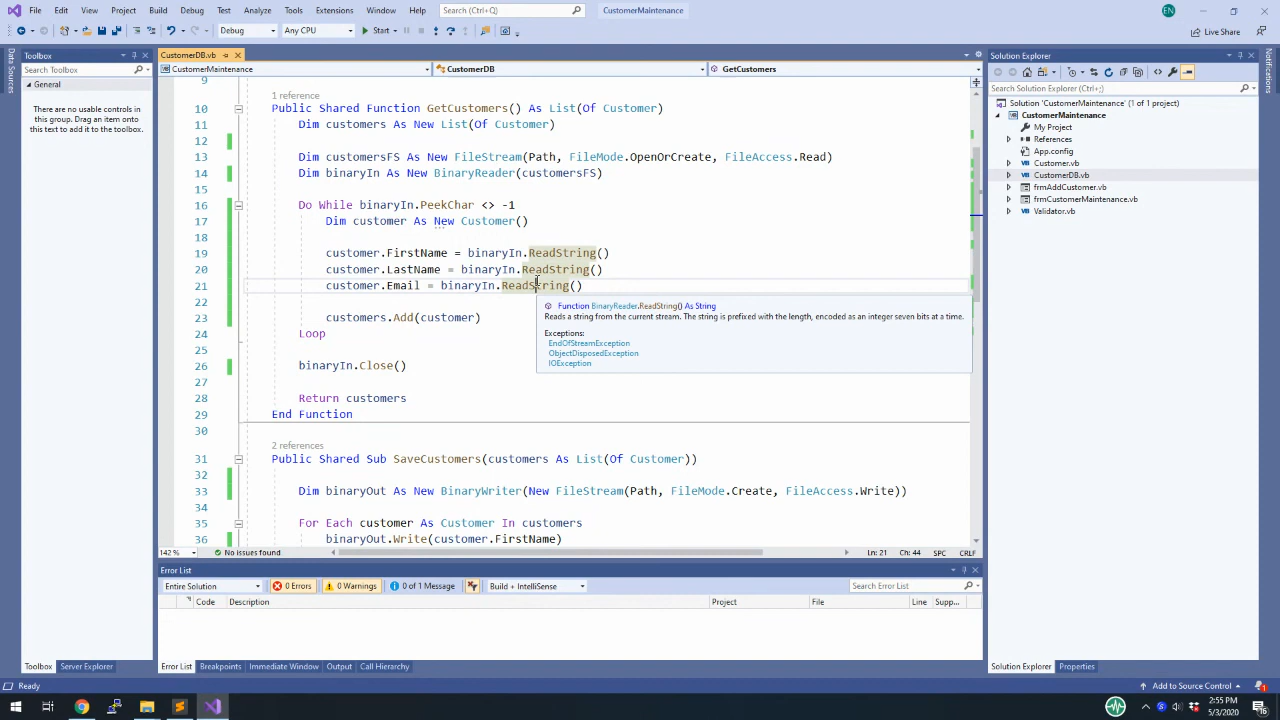 File Edit View Project Build Debug Test Analyze Tools Extensions Window Help Search (Ctrl+Q) CustomerMaintenance EN
Debug Any CPU Start Live Share
Data Sources
Toolbox
Search Toolbox
General
There are no usable controls in
this group. Drag an item onto
this text to add it to the toolbox.
CustomerDB.vb
CustomerMaintenance CustomerDB GetCustomers
9
1 reference
10 Public Shared Function GetCustomers() As List(Of Customer)
11 Dim customers As New List(Of Customer)
12
13 Dim customersFS As New FileStream(Path, FileMode.OpenOrCreate, FileAccess.Read)
14 Dim binaryIn As New BinaryReader(customersFS)
15
16 Do While binaryIn.PeekChar <> -1
17 Dim customer As New Customer()
18
19 customer.FirstName = binaryIn.ReadString()
20 customer.LastName = binaryIn.ReadString()
21 customer.Email = binaryIn.ReadString()
22
23 customers.Add(customer)
24 Loop
25
26 binaryIn.Close()
27
28 Return customers
29 End Function
30
2 references
31 Public Shared Sub SaveCustomers(customers As List(Of Customer))
32
33 Dim binaryOut As New BinaryWriter(New FileStream(Path, FileMode.Create, FileAccess.Write))
34
35 For Each customer As Customer In customers
36 binaryOut.Write(customer.FirstName)
Function BinaryReader.ReadString() As String
Reads a string from the current stream. The string is prefixed with the length, encoded as an integer seven bits at a time.
Exceptions:
EndOfStreamException
ObjectDisposedException
IOException
142 % No issues found Ln: 21 Ch: 44 SPC CRLF
Error List
Entire Solution 0 Errors 0 Warnings 0 of 1 Message Build + IntelliSense Search Error List
Code Description Project File Line Supp...
Toolbox Server Explorer Error List Breakpoints Immediate Window Output Call Hierarchy
Solution Explorer
Search Solution Explorer (Ctrl+;)
Solution 'CustomerMaintenance' (1 of 1 project)
CustomerMaintenance
My Project
References
App.config
Customer.vb
CustomerDB.vb
frmAddCustomer.vb
frmCustomerMaintenance.vb
Validator.vb
Solution Explorer Properties
Notifications
Ready Add to Source Control 1
2:55 PM
5/3/2020
16